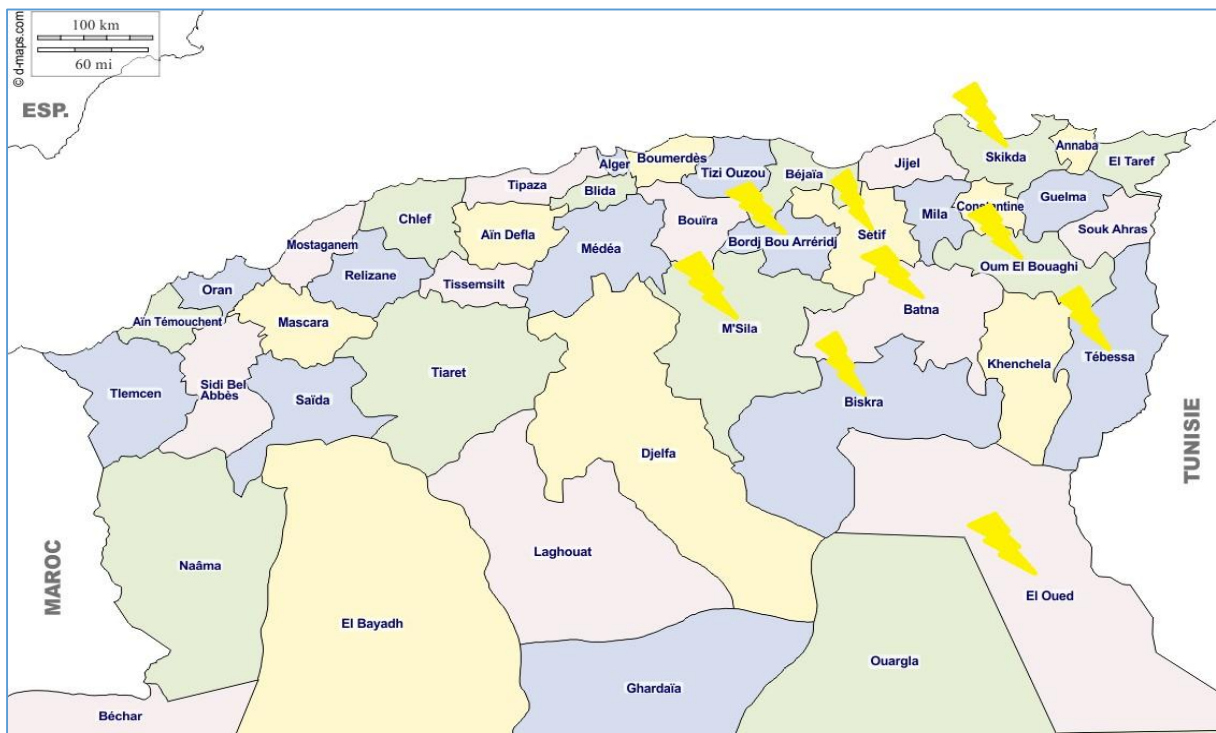 100 km
60 mi
© d-maps.com
ESP.
Alger
Boumerdès
Tizi Ouzou
Béjaïa
Jijel
Skikda
Annaba
El Taref
Tipaza
Blida
Bouïra
Mila
Constantine
Guelma
Chlef
Aïn Defla
Médéa
Bordj Bou Arréridj
Sétif
Souk Ahras
Mostaganem
Relizane
Tissemsilt
Oum El Bouaghi
Oran
Aïn Témouchent
Mascara
M'Sila
Batna
Khenchela
Tébessa
Tlemcen
Sidi Bel
Abbès
Saïda
Tiaret
Biskra
Djelfa
TUNISIE
Naâma
Laghouat
MAROC
El Bayadh
El Oued
Ouargla
Ghardaïa
Béchar